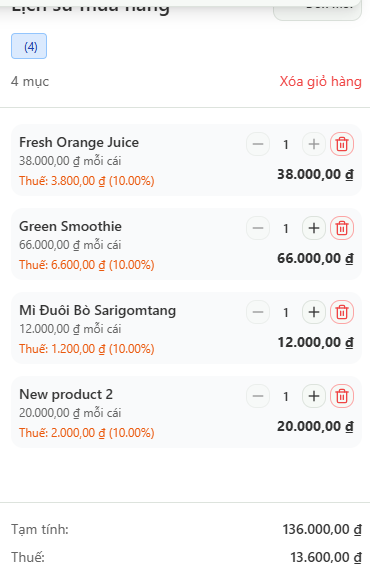 Lịch sử mua hàng
(4)
4 mục
Xóa giỏ hàng
Fresh Orange Juice
1
38.000,00 ₫ mỗi cái
Thuế: 3.800,00 ₫ (10.00%)
38.000,00 ₫
Green Smoothie
1
66.000,00 ₫ mỗi cái
Thuế: 6.600,00 ₫ (10.00%)
66.000,00 ₫
Mì Đuôi Bò Sarigomtang
1
12.000,00 ₫ mỗi cái
Thuế: 1.200,00 ₫ (10.00%)
12.000,00 ₫
New product 2
1
20.000,00 ₫ mỗi cái
Thuế: 2.000,00 ₫ (10.00%)
20.000,00 ₫
Tạm tính:
136.000,00 ₫
Thuế:
13.600,00 ₫